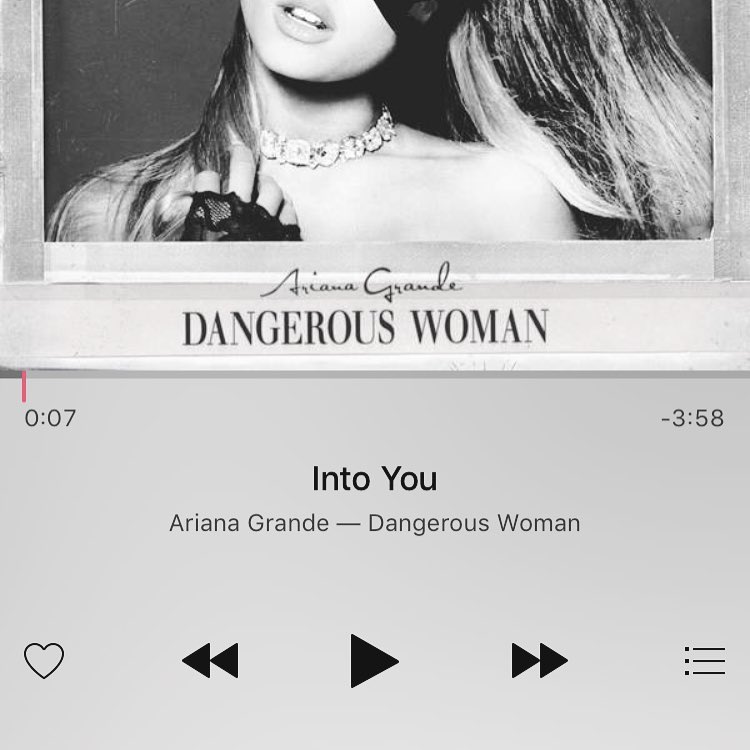 Ariana Grande
DANGEROUS WOMAN
0:07
-3:58
Into You
Ariana Grande — Dangerous Woman